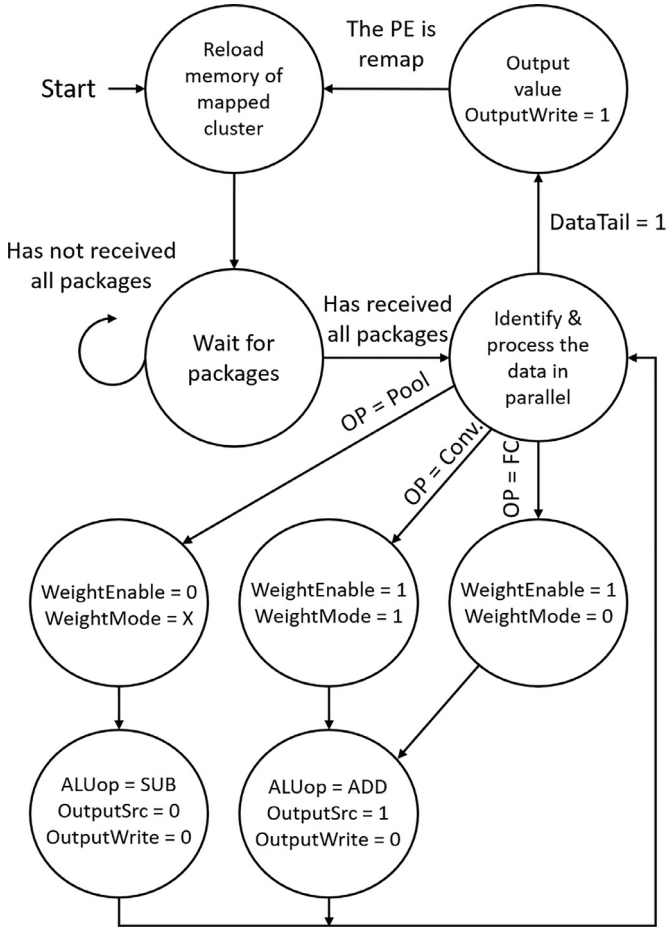 Start
Reload
memory of
mapped
cluster
The PE is
remap
Output
value
OutputWrite = 1
DataTail = 1
Has not received
all packages
Wait for
packages
Has received
all packages
Identify &
process the
data in
parallel
OP = Pool
OP = Conv.
OP = FC
WeightEnable = 0
WeightMode = X
WeightEnable = 1
WeightMode = 1
WeightEnable = 1
WeightMode = 0
ALUop = SUB
OutputSrc = 0
OutputWrite = 0
ALUop = ADD
OutputSrc = 1
OutputWrite = 0